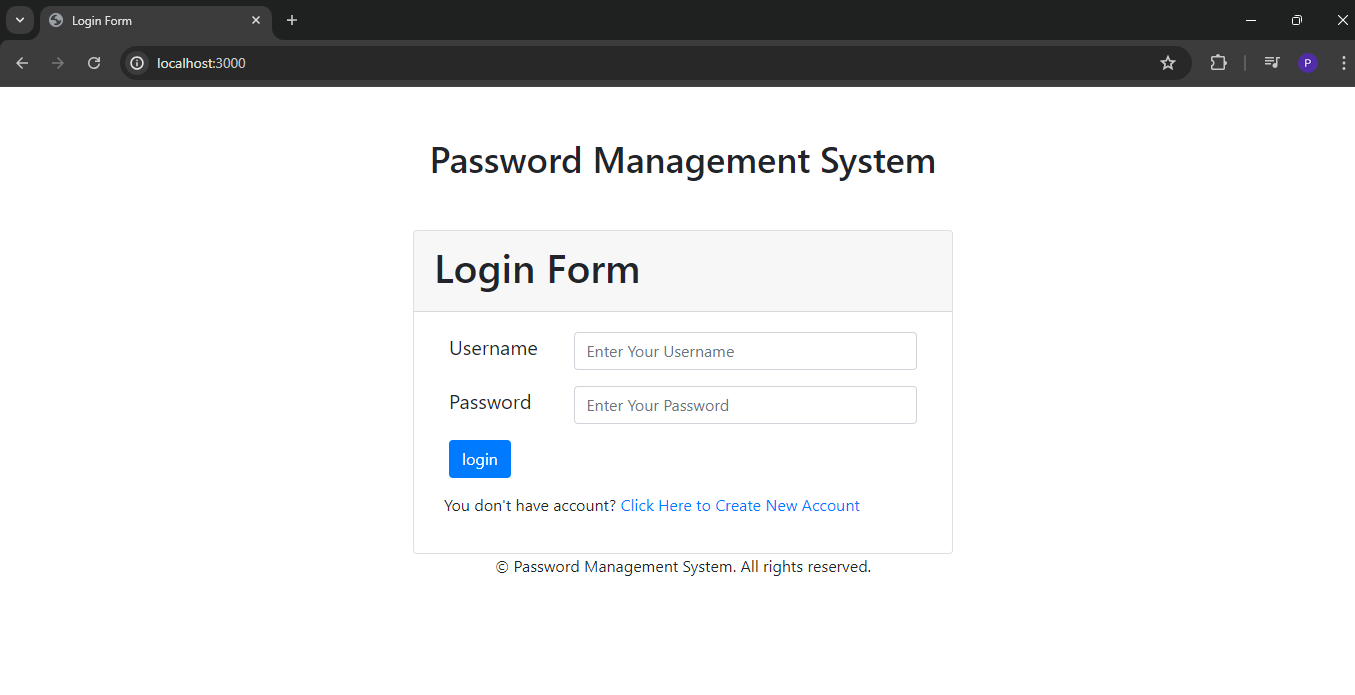 Login Form
localhost:3000
P
Password Management System
Login Form
Username
Enter Your Username
Password
Enter Your Password
login
You don't have account? Click Here to Create New Account
© Password Management System. All rights reserved.